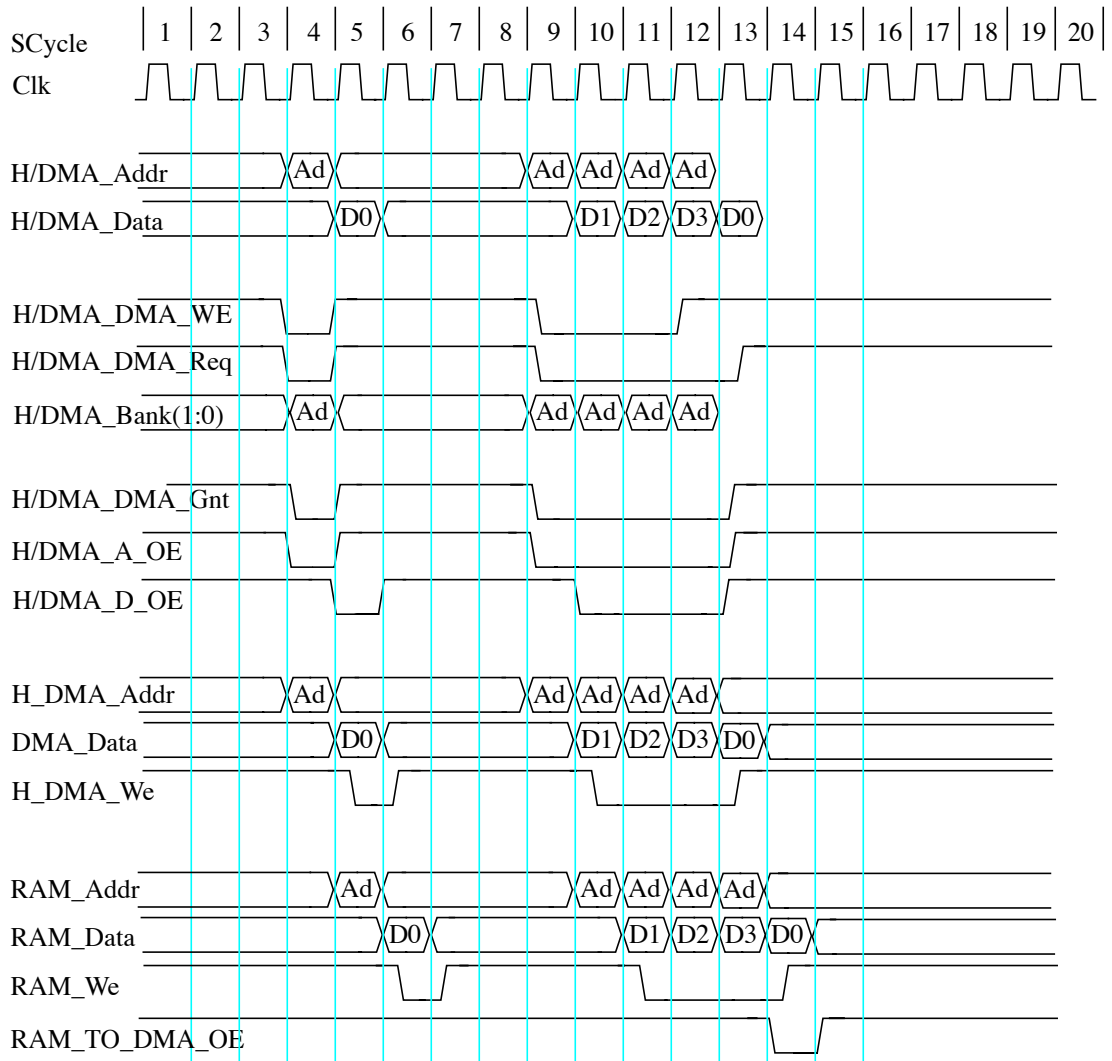 SCycle 1 2 3 4 5 6 7 8 9 10 11 12 13 14 15 16 17 18 19 20
Clk
H/DMA_Addr Ad Ad Ad Ad Ad
H/DMA_Data D0 D1 D2 D3 D0
H/DMA_DMA_WE
H/DMA_DMA_Req
H/DMA_Bank(1:0) Ad Ad Ad Ad Ad
H/DMA_DMA_Gnt
H/DMA_A_OE
H/DMA_D_OE
H_DMA_Addr Ad Ad Ad Ad Ad
DMA_Data D0 D1 D2 D3 D0
H_DMA_We
RAM_Addr Ad Ad Ad Ad Ad
RAM_Data D0 D1 D2 D3 D0
RAM_We
RAM_TO_DMA_OE